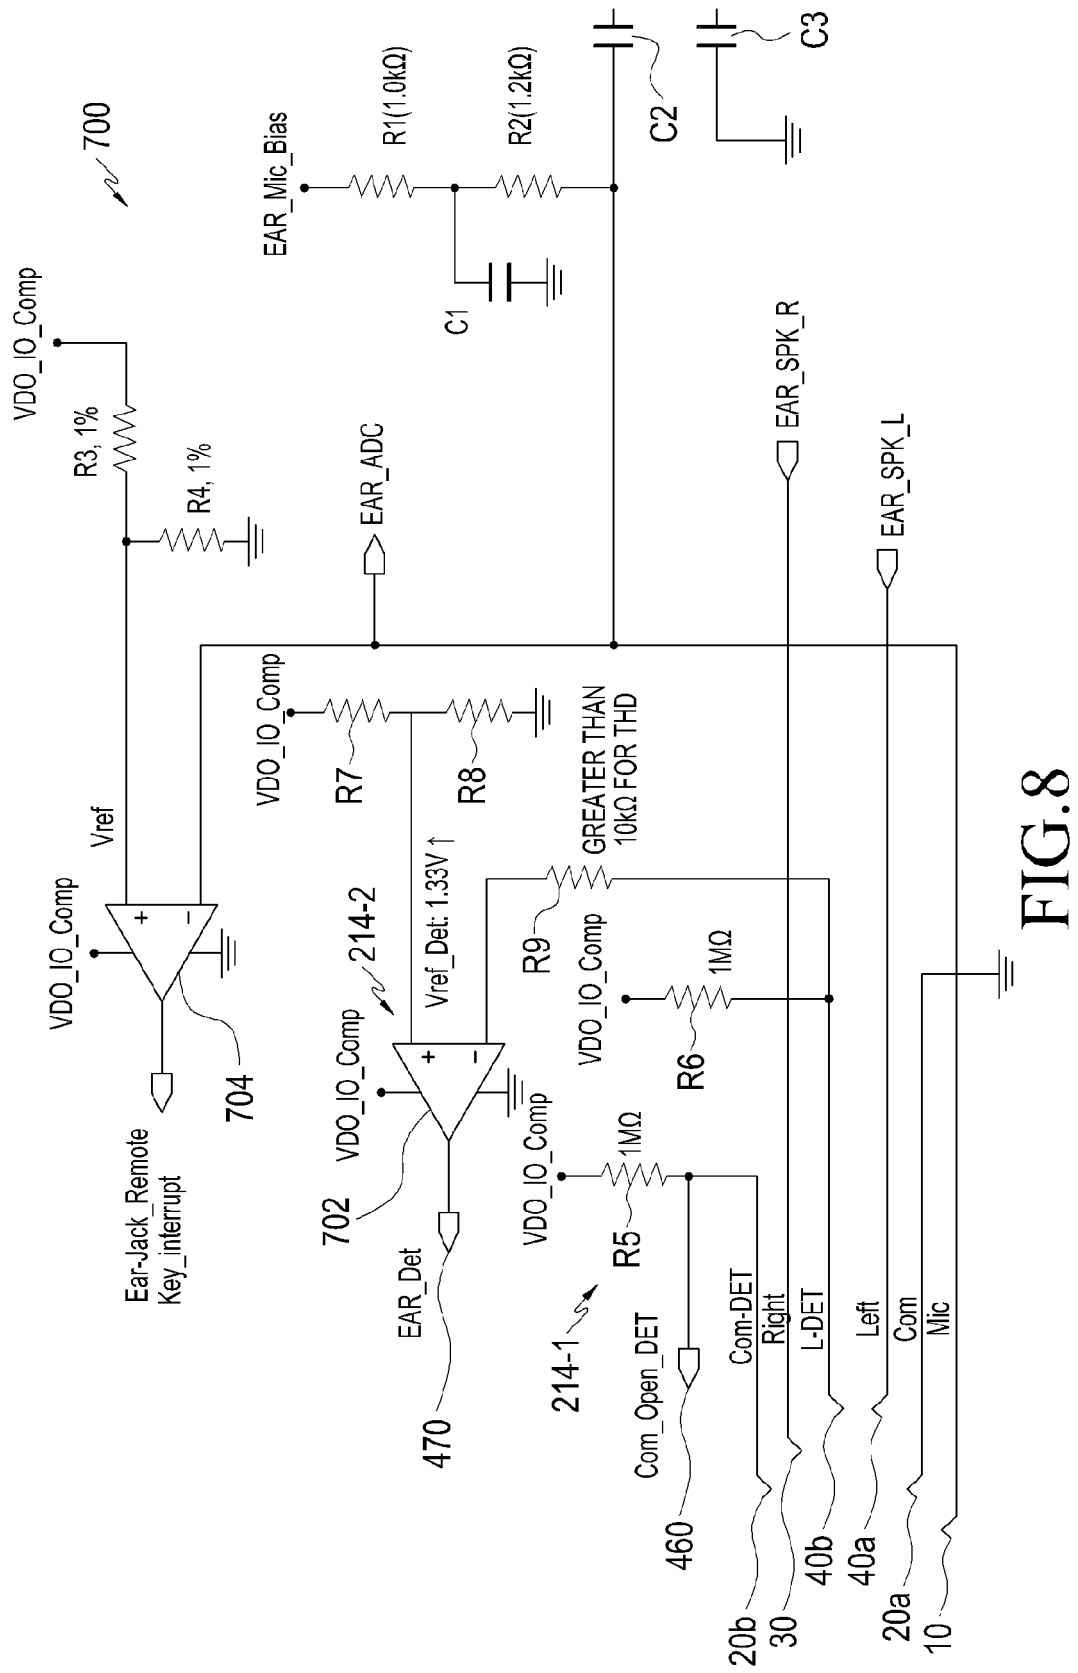 700
VDO_IO_Comp
R3, 1%
R4, 1%
Vref
VDO_IO_Comp
+
−
704
Ear-Jack_Remote
Key_interrupt
EAR_Mic_Bias
R1(1.0kΩ)
R2(1.2kΩ)
C1
C2
C3
EAR_ADC
VDO_IO_Comp
R7
R8
Vref_Det: 1.33V↑
214-2
VDO_IO_Comp
+
−
702
EAR_Det
470
R9
GREATER THAN
10kΩ FOR THD
VDO_IO_Comp
R6
1MΩ
VDO_IO_Comp
R5
1MΩ
214-1
Com_Open_DET
460
EAR_SPK_R
EAR_SPK_L
Com-DET
Right
L-DET
Left
Com
Mic
20b
30
40b
40a
20a
10
FIG.8